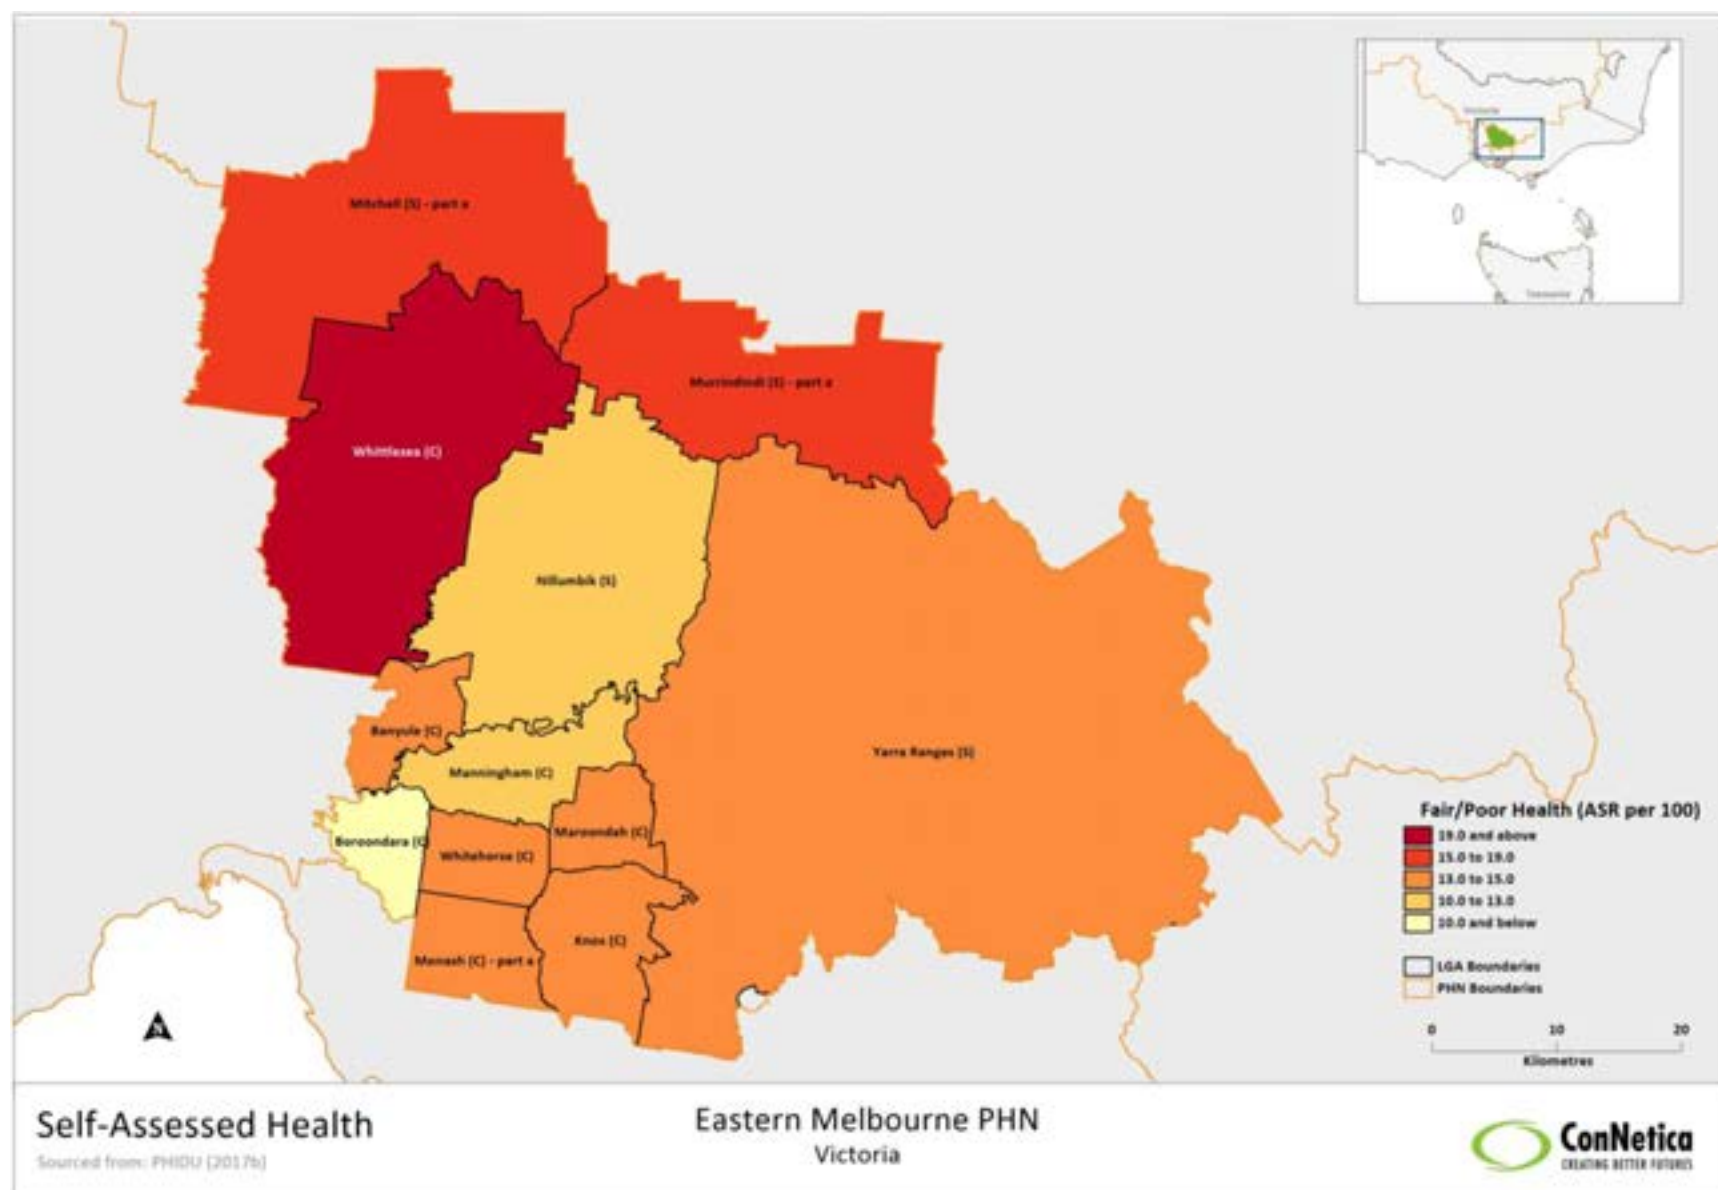 Victoria
Tasmania
Mitchell (S) - part a
Murrindindi (S) - part a
Whittlesea (C)
Nillumbik (S)
Banyule (C)
Yarra Ranges (S)
Manningham (C)
Maroondah (C)
Boroondara (C)
Whitehorse (C)
Knox (C)
Monash (C) - part a
Fair/Poor Health (ASR per 100)
19.0 and above
15.0 to 19.0
13.0 to 15.0
10.0 to 13.0
10.0 and below
LGA Boundaries
PHN Boundaries
0 10 20
Kilometres
N
Self-Assessed Health
Sourced from: PHIDU (2017b)
Eastern Melbourne PHN
Victoria
ConNetica
CREATING BETTER FUTURES